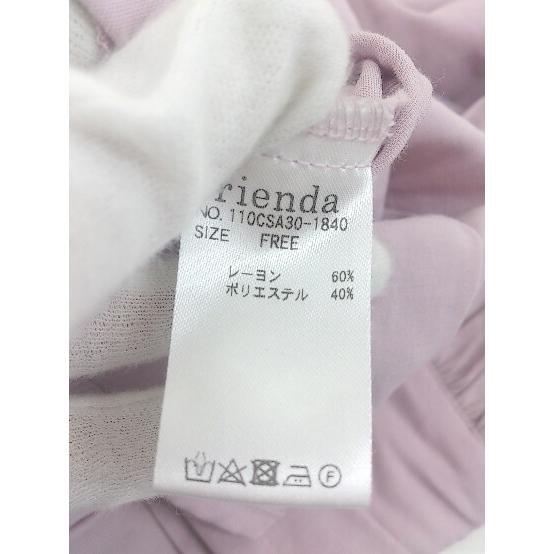 rienda
NO. 110CSA30-1840
SIZE FREE
レーヨン 60%
ポリエステル 40%
F